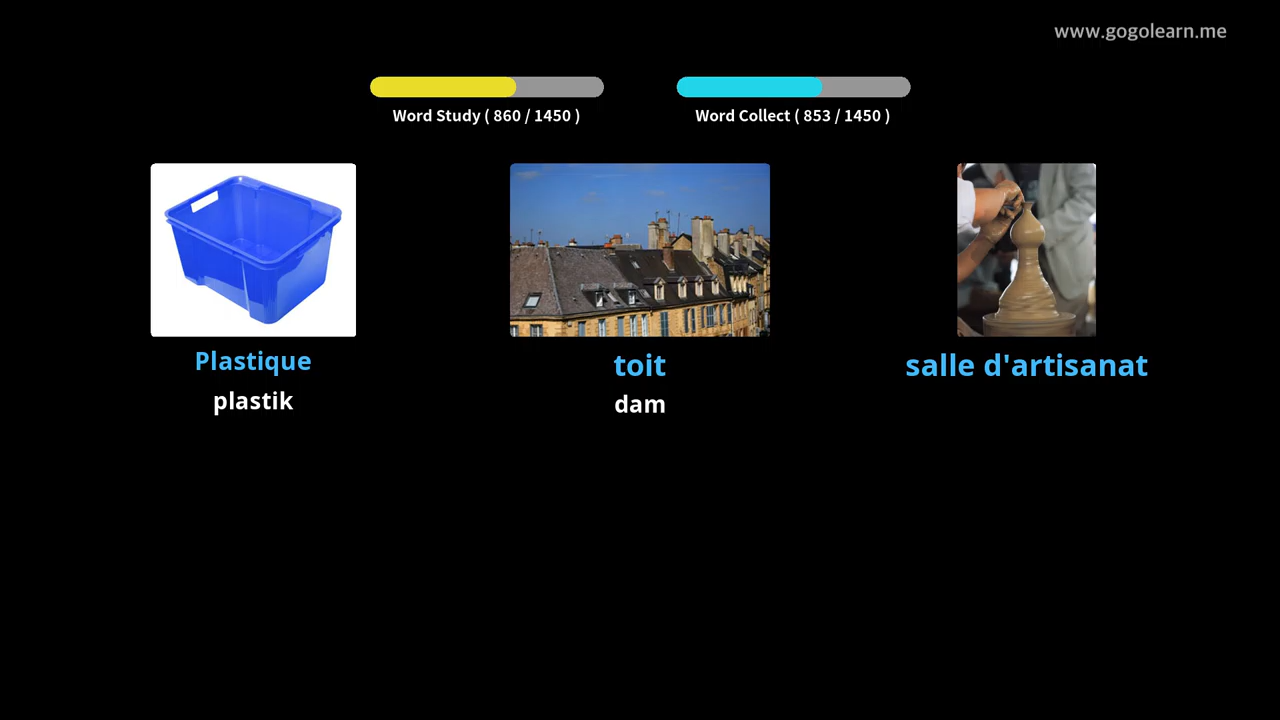 www.gogolearn.me
Word Study ( 860 / 1450 )
Word Collect ( 853 / 1450 )
Plastique
plastik
toit
dam
salle d'artisanat